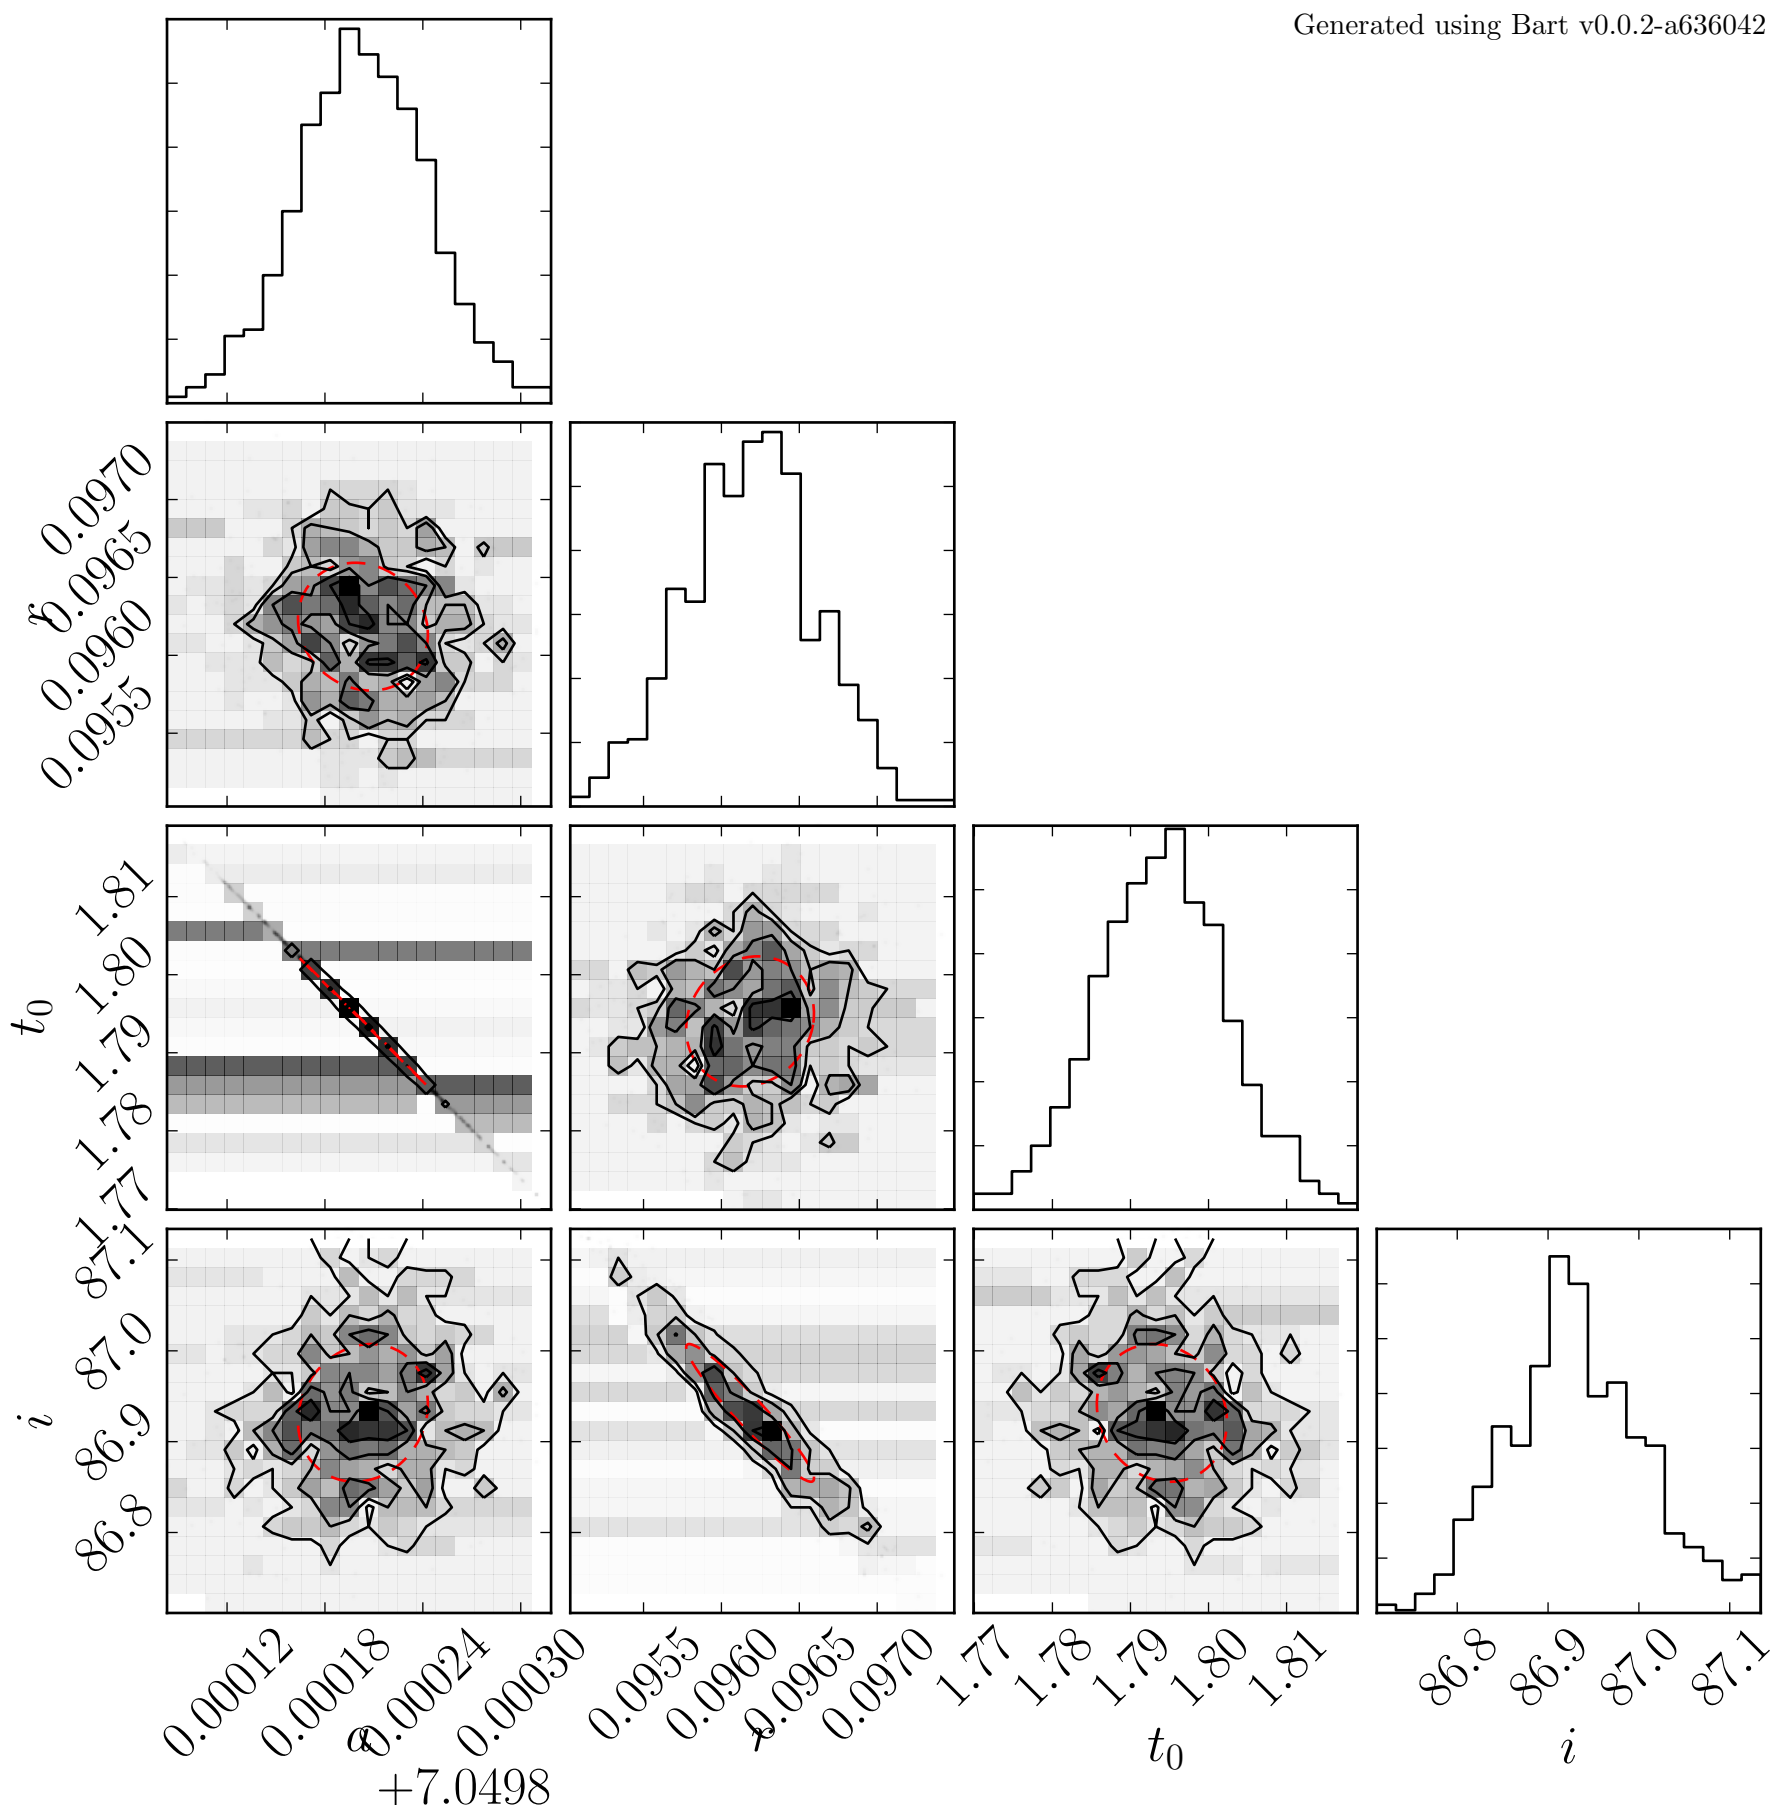 Generated using Bart v0.0.2-a636042
r
0.0970
0.0965
0.0960
0.0955
t0
1.81
1.80
1.79
1.78
1.77
i
87.1
87.0
86.9
86.8
0.00012 0.00018 0.00024 0.00030
a
+7.0498
0.0955 0.0960 0.0965 0.0970
r
1.77 1.78 1.79 1.80 1.81
t0
86.8 86.9 87.0 87.1
i